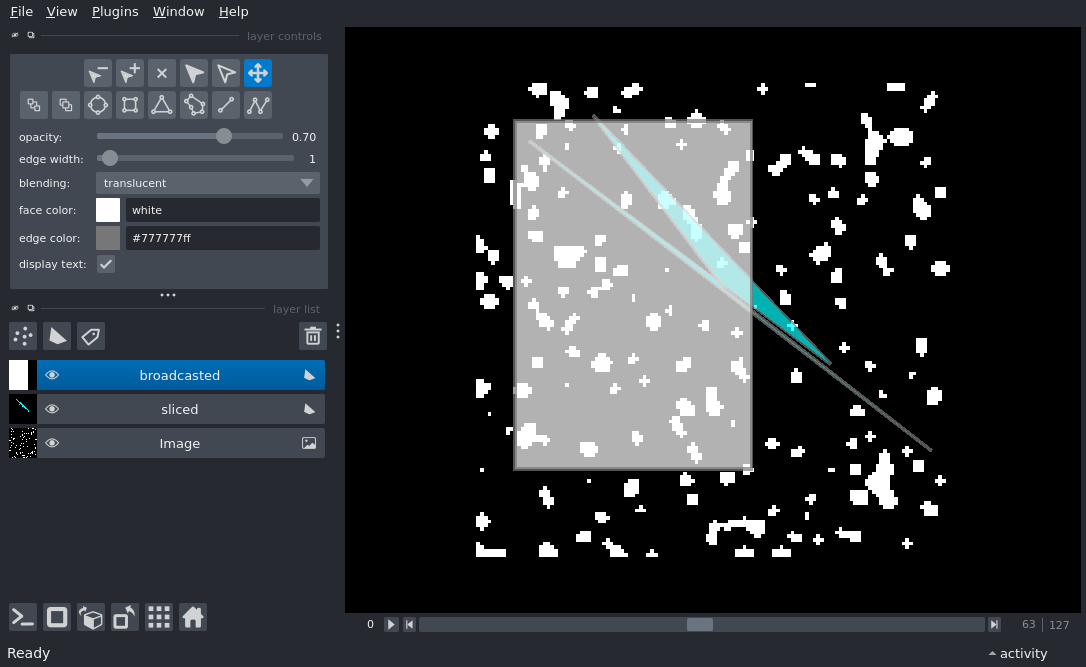 File View Plugins Window Help
layer controls
opacity: 0.70
edge width: 1
blending: translucent
face color: white
edge color: #777777ff
display text:
layer list
broadcasted
sliced
Image
0 63 127
Ready activity